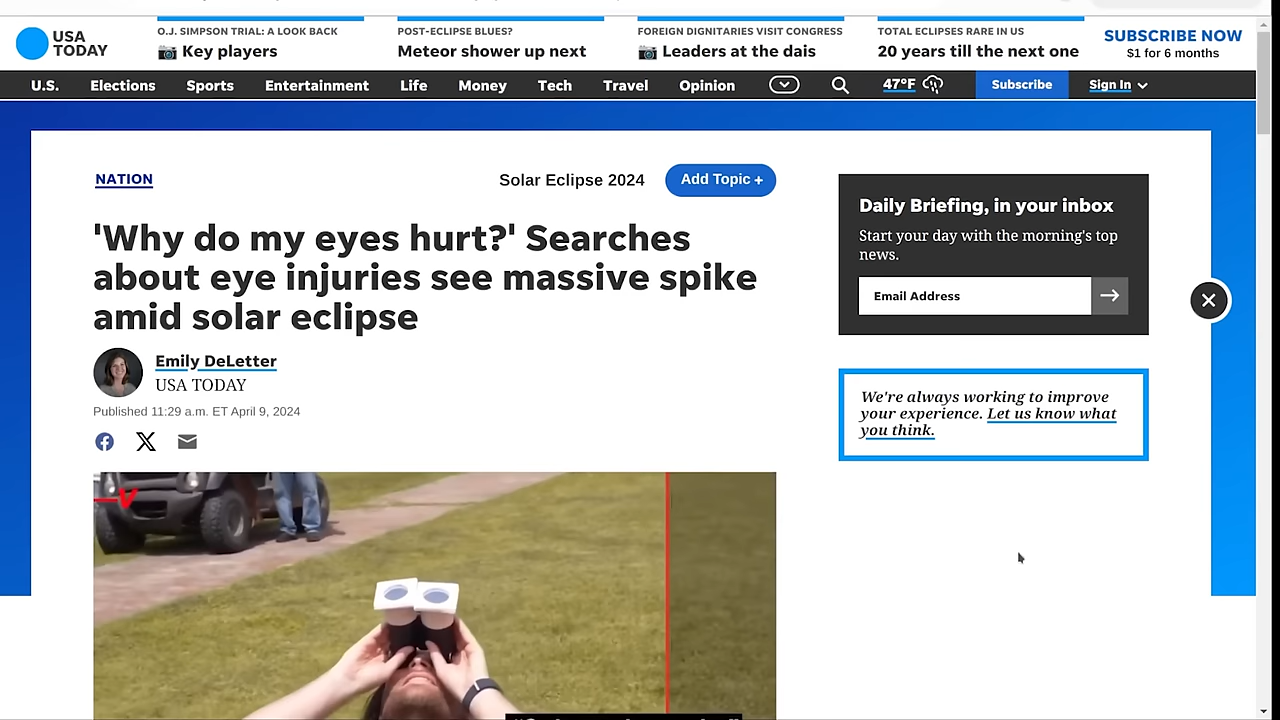 USA
TODAY
O.J. SIMPSON TRIAL: A LOOK BACK
Key players
POST-ECLIPSE BLUES?
Meteor shower up next
FOREIGN DIGNITARIES VISIT CONGRESS
Leaders at the dais
TOTAL ECLIPSES RARE IN US
20 years till the next one
SUBSCRIBE NOW
$1 for 6 months
U.S. Elections Sports Entertainment Life Money Tech Travel Opinion 47°F Subscribe Sign In
NATION
Solar Eclipse 2024
Add Topic +
'Why do my eyes hurt?' Searches
about eye injuries see massive spike
amid solar eclipse
Emily DeLetter
USA TODAY
Published 11:29 a.m. ET April 9, 2024
Daily Briefing, in your inbox
Start your day with the morning's top
news.
Email Address
We're always working to improve
your experience. Let us know what
you think.